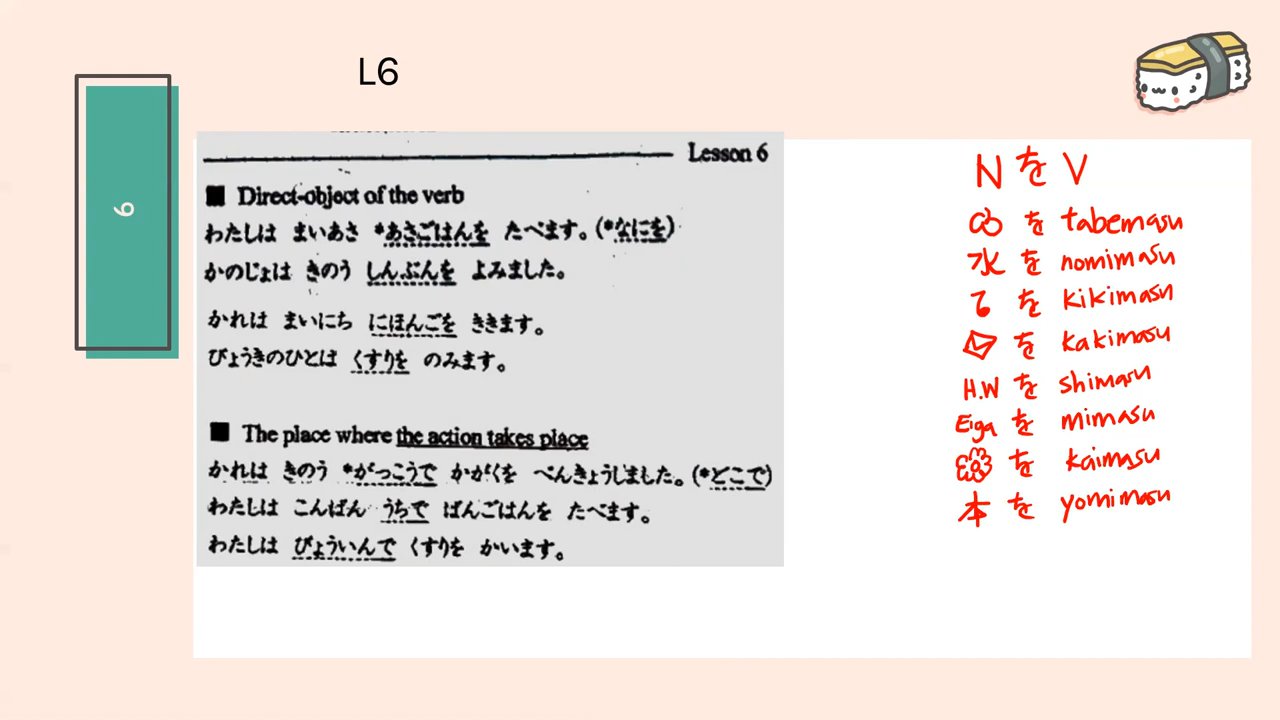 L6
6
Lesson 6
■ Direct-object of the verb
わたしは まいあさ *あさごはんを たべます。(*なにを)
かのじょは きのう しんぶんを よみました。
かれは まいにち にほんごを ききます。
びょうきのひとは くすりを のみます。
■ The place where the action takes place
かれは きのう *がっこうで かがくを べんきょうしました。(*どこで)
わたしは こんばん うちで ばんごはんを たべます。
わたしは びょういんで くすりを かいます。
N を V
を tabemasu
水 を nomimasu
を kikimasu
を kakimasu
H.W を shimasu
Eiga を mimasu
を kaimasu
本 を yomimasu